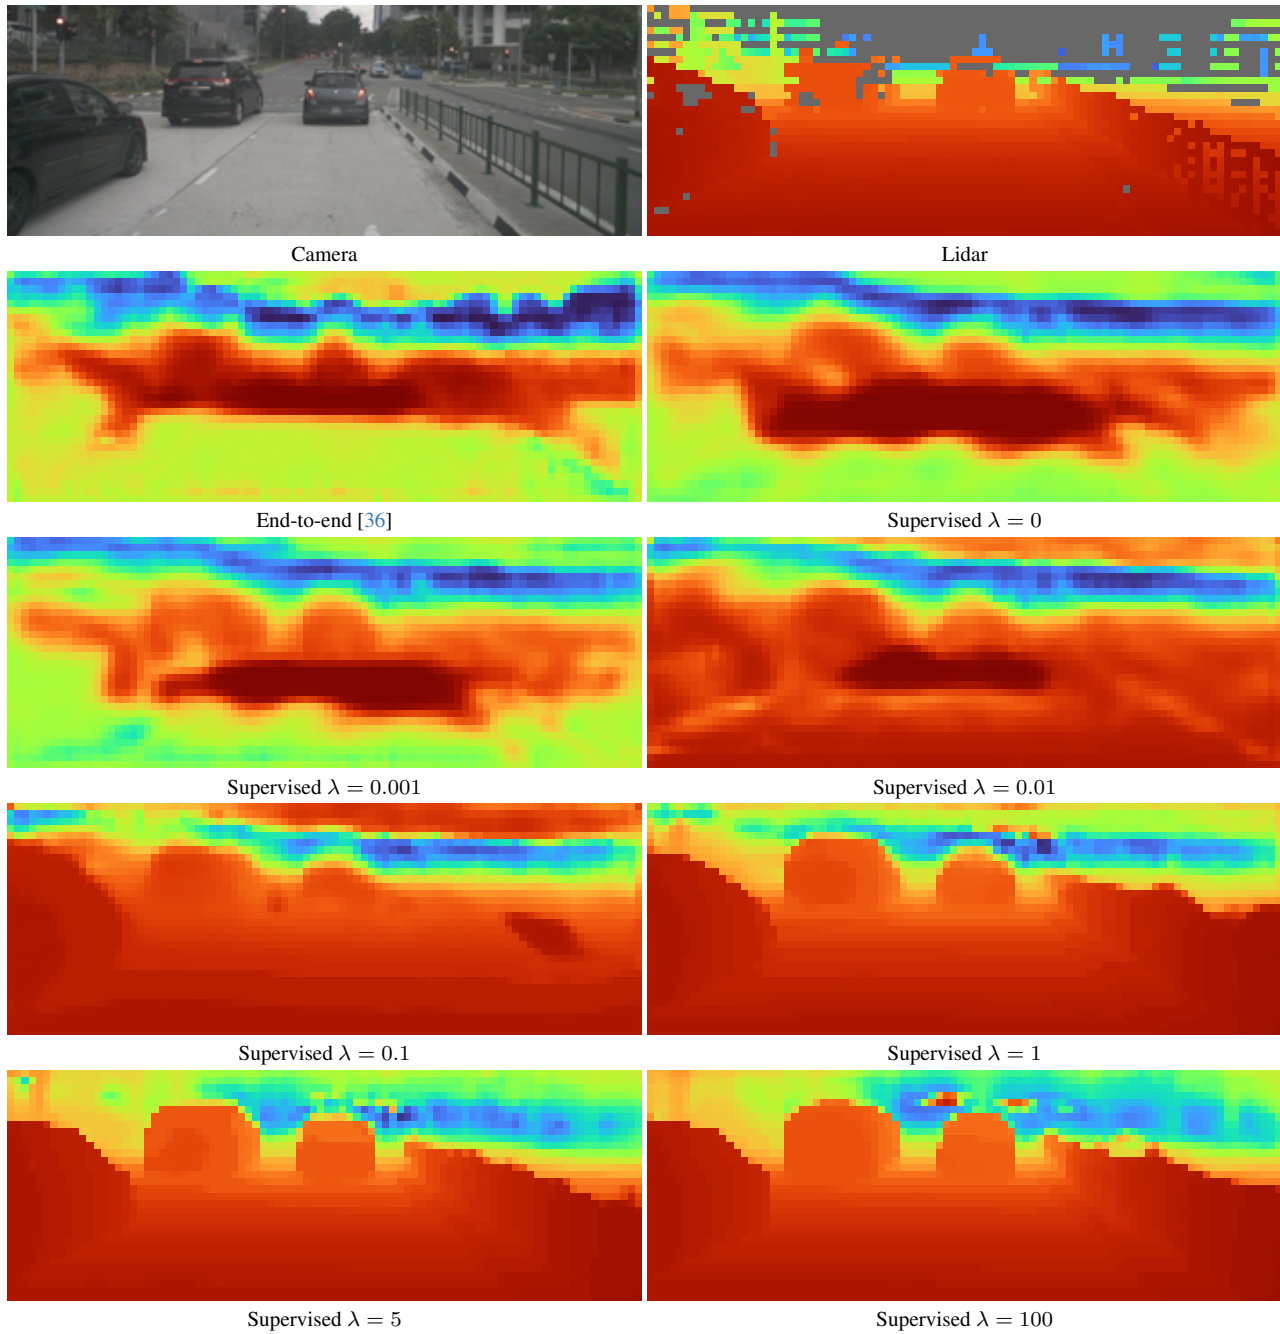 Camera
Lidar
End-to-end [36]
Supervised λ = 0
Supervised λ = 0.001
Supervised λ = 0.01
Supervised λ = 0.1
Supervised λ = 1
Supervised λ = 5
Supervised λ = 100